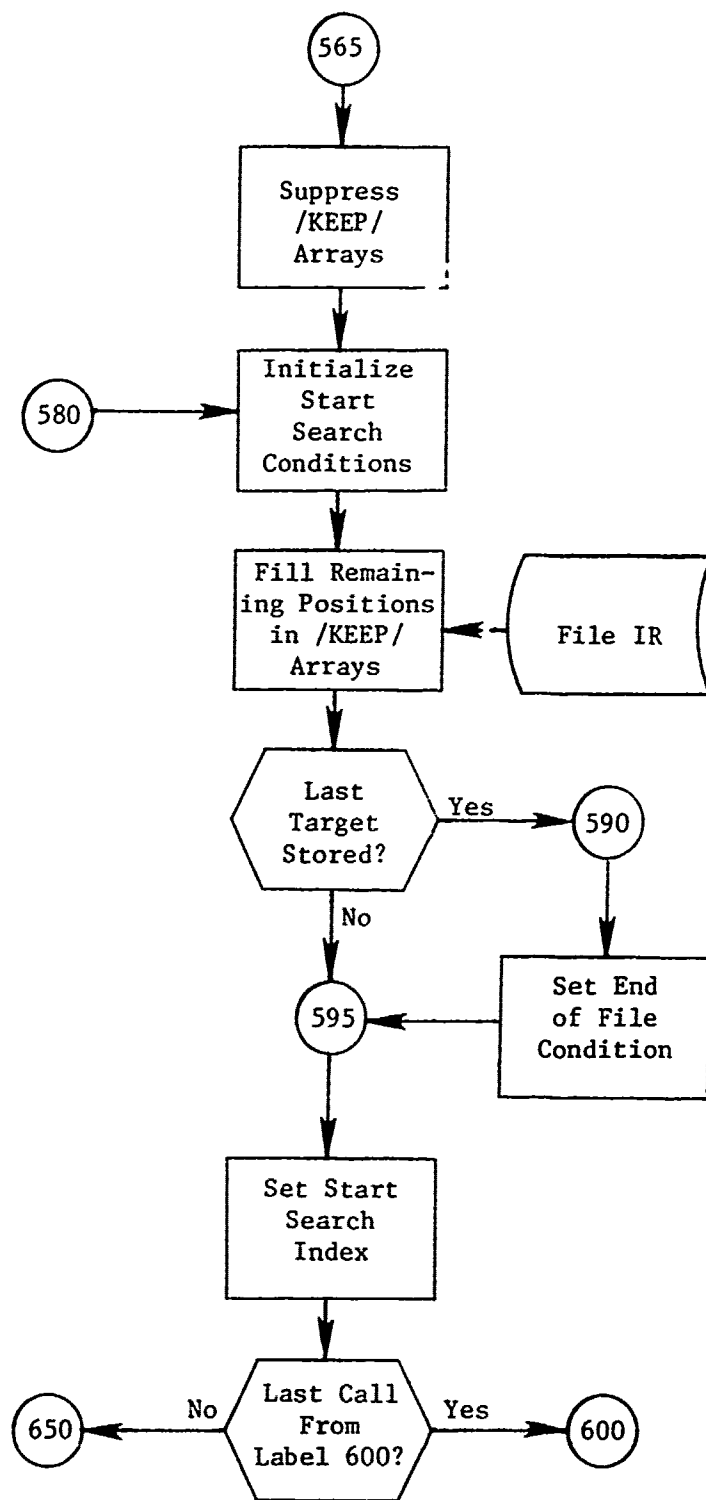 565
Suppress
/KEEP/
Arrays
Initialize
Start
Search
Conditions
580
Fill Remain-
ing Positions
in /KEEP/
Arrays
File IR
Last
Target
Stored?
Yes
590
No
595
Set End
of File
Condition
Set Start
Search
Index
Last Call
From
Label 600?
No
650
Yes
600